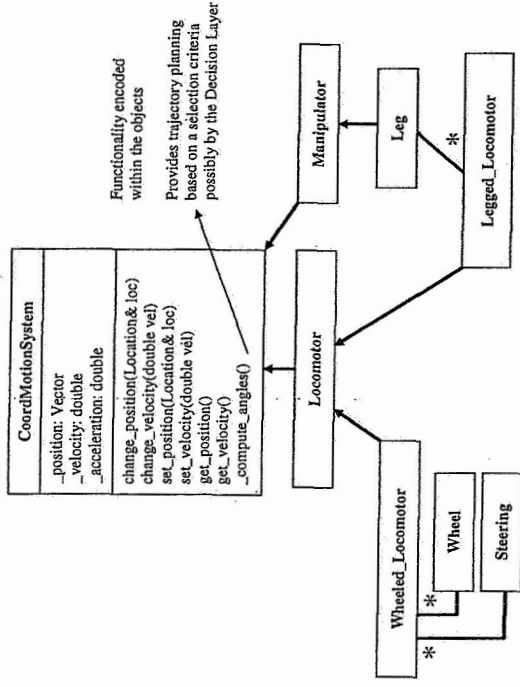 CoordMotionSystem
_position: Vector
_velocity: double
_acceleration: double
change_position(Location& loc)
change_velocity(double vel)
set_position(Location& loc)
set_velocity(double vel)
get_position()
get_velocity()
_compute_angles()
Functionality encoded
within the objects
Provides trajectory planning
based on a selection criteria
possibly by the Decision Layer
Locomotor
Manipulator
Leg
Wheeled_Locomotor
*
*
Wheel
Steering
*
Legged_Locomotor